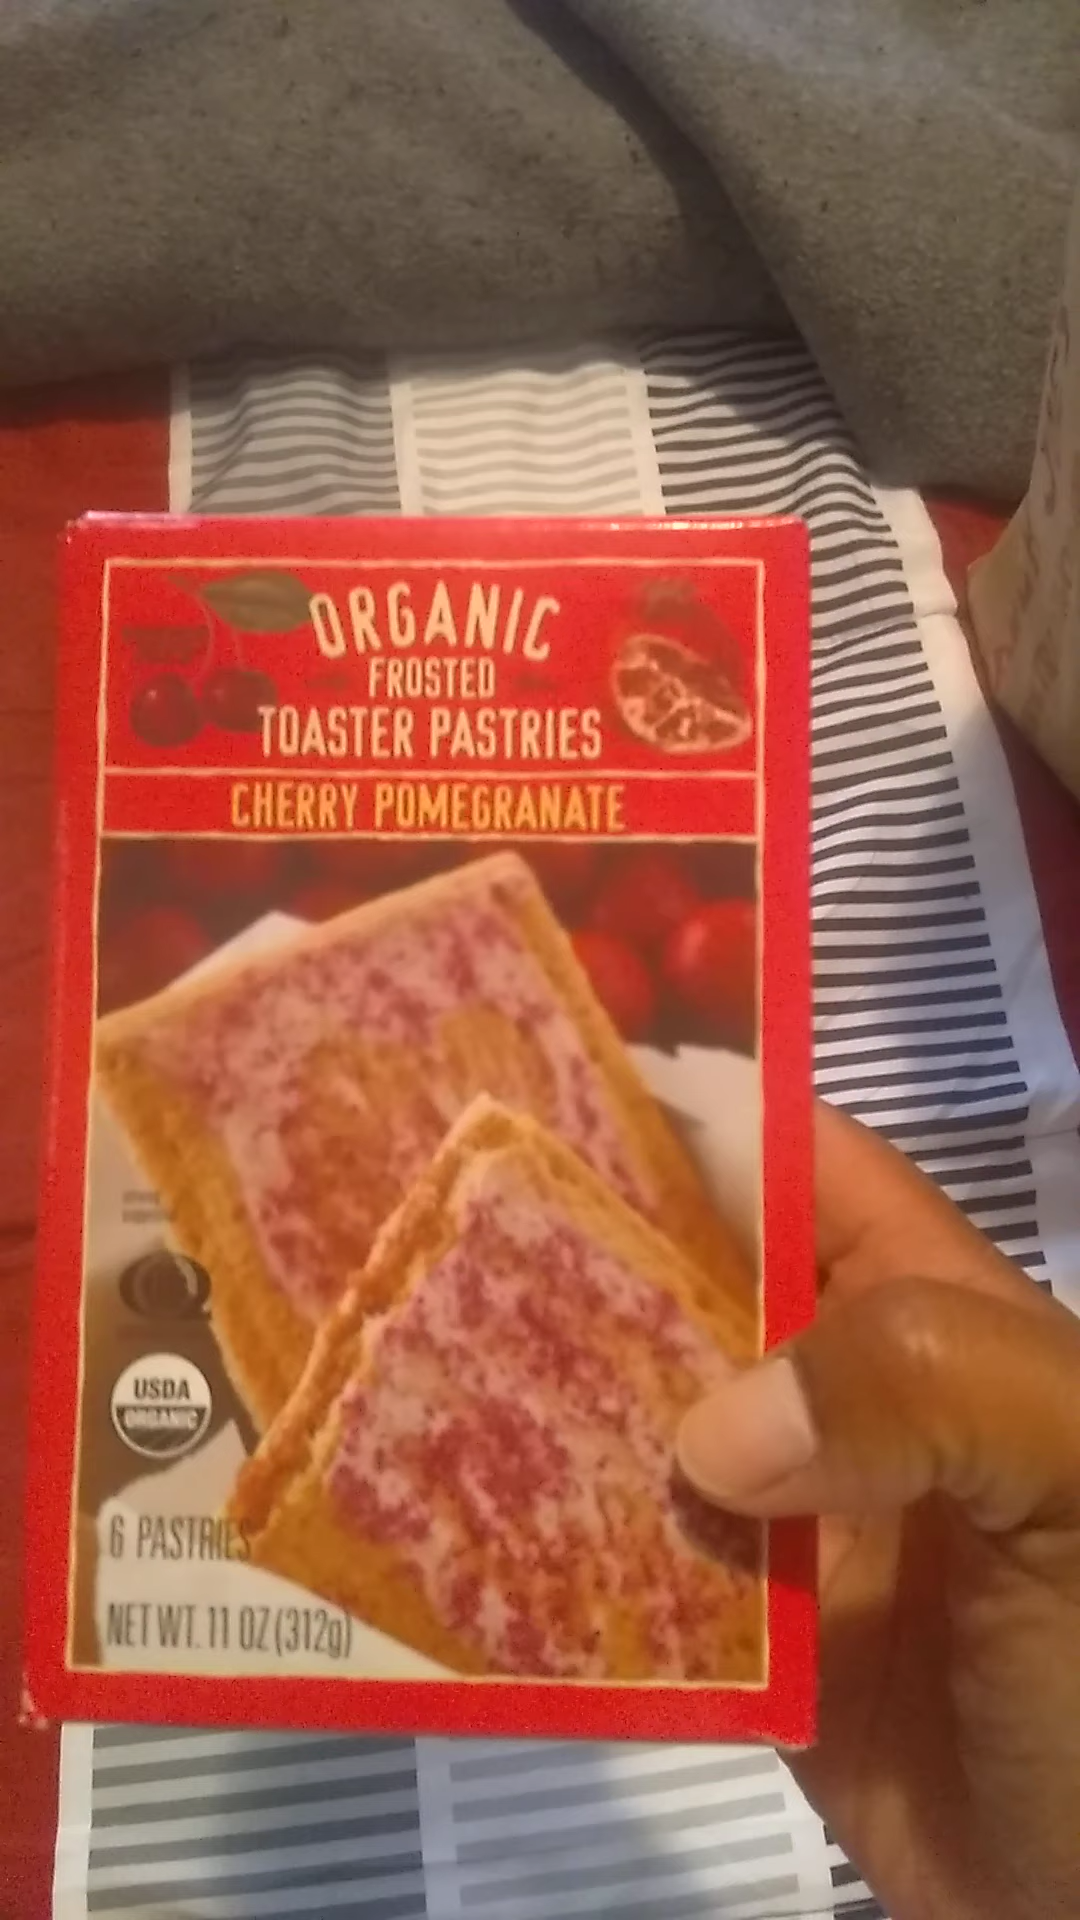 ORGANIC
FROSTED
TOASTER PASTRIES
CHERRY POMEGRANATE
USDA
ORGANIC
6 PASTRIES
NET WT. 11 OZ (312g)